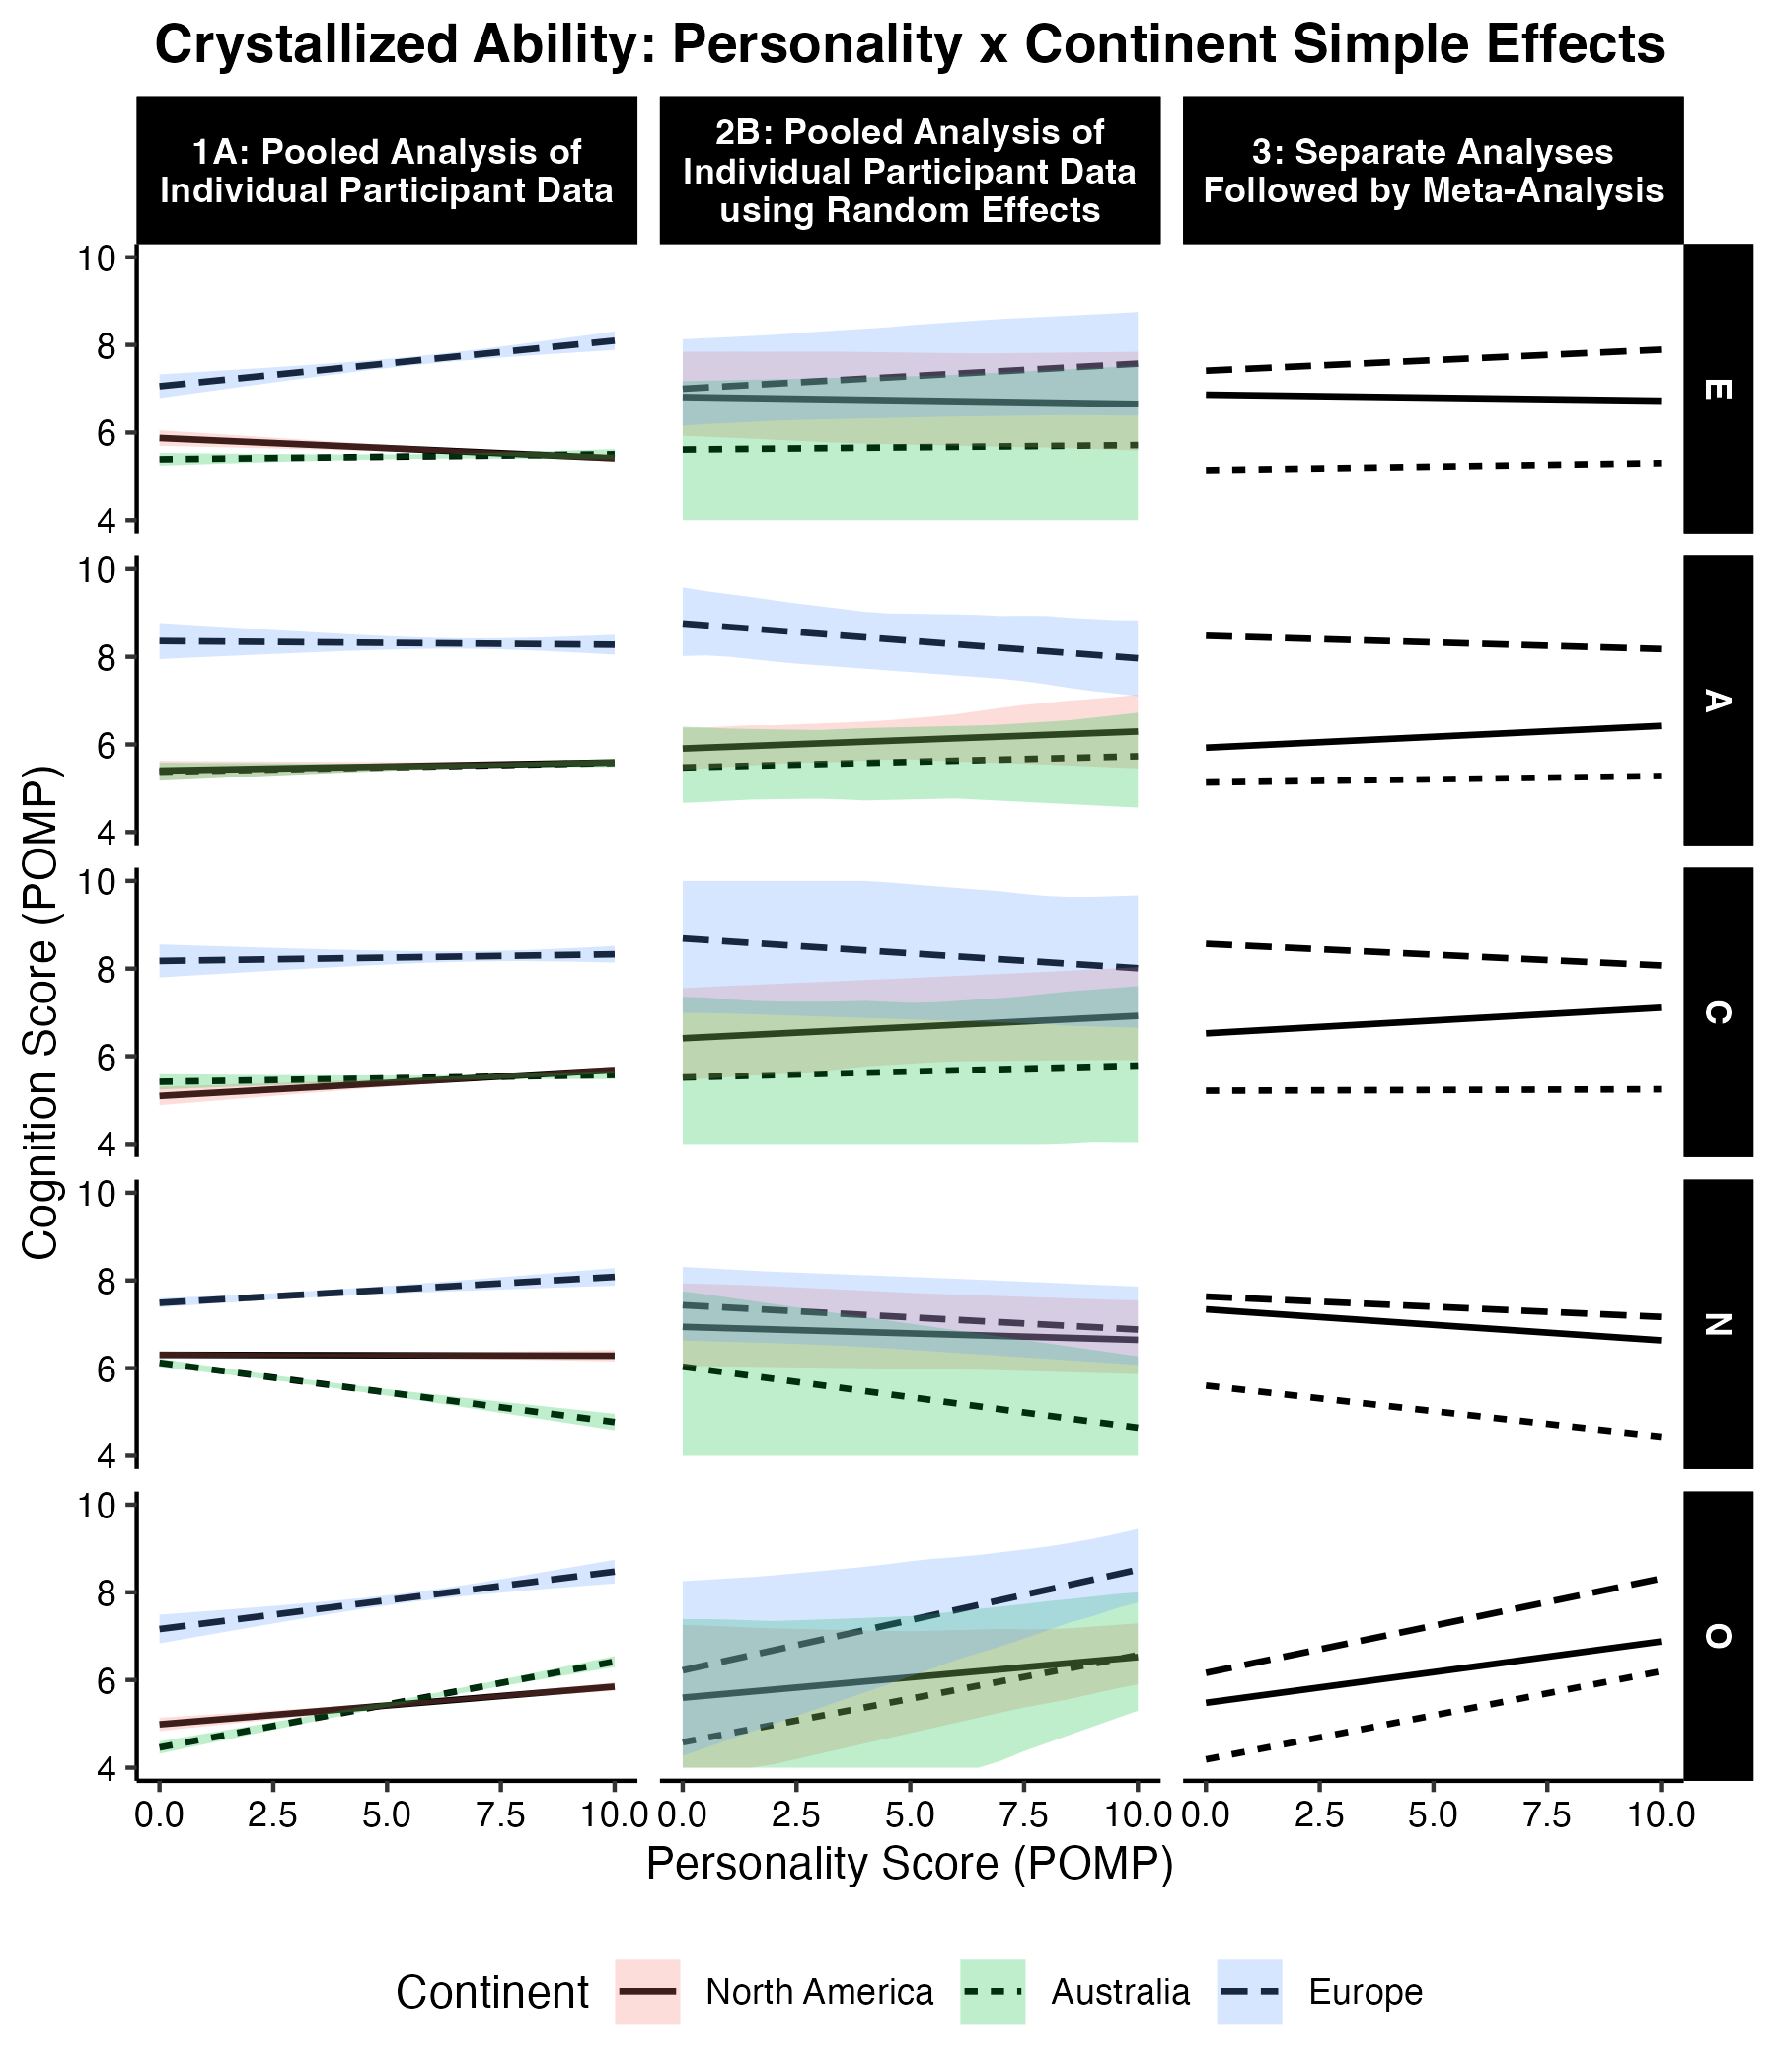 Crystallized Ability: Personality x Continent Simple Effects
1A: Pooled Analysis of
Individual Participant Data
2B: Pooled Analysis of
Individual Participant Data
using Random Effects
3: Separate Analyses
Followed by Meta-Analysis
Cognition Score (POMP)
10
8
6
4
E
10
8
6
4
A
10
8
6
4
C
10
8
6
4
N
10
8
6
4
O
0.0 2.5 5.0 7.5 10.0 0.0 2.5 5.0 7.5 10.0 0.0 2.5 5.0 7.5 10.0
Personality Score (POMP)
Continent North America Australia Europe